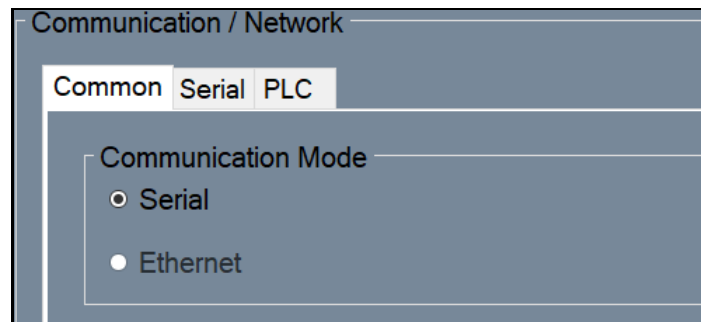 Communication / Network
Common Serial PLC
Communication Mode
Serial
Ethernet